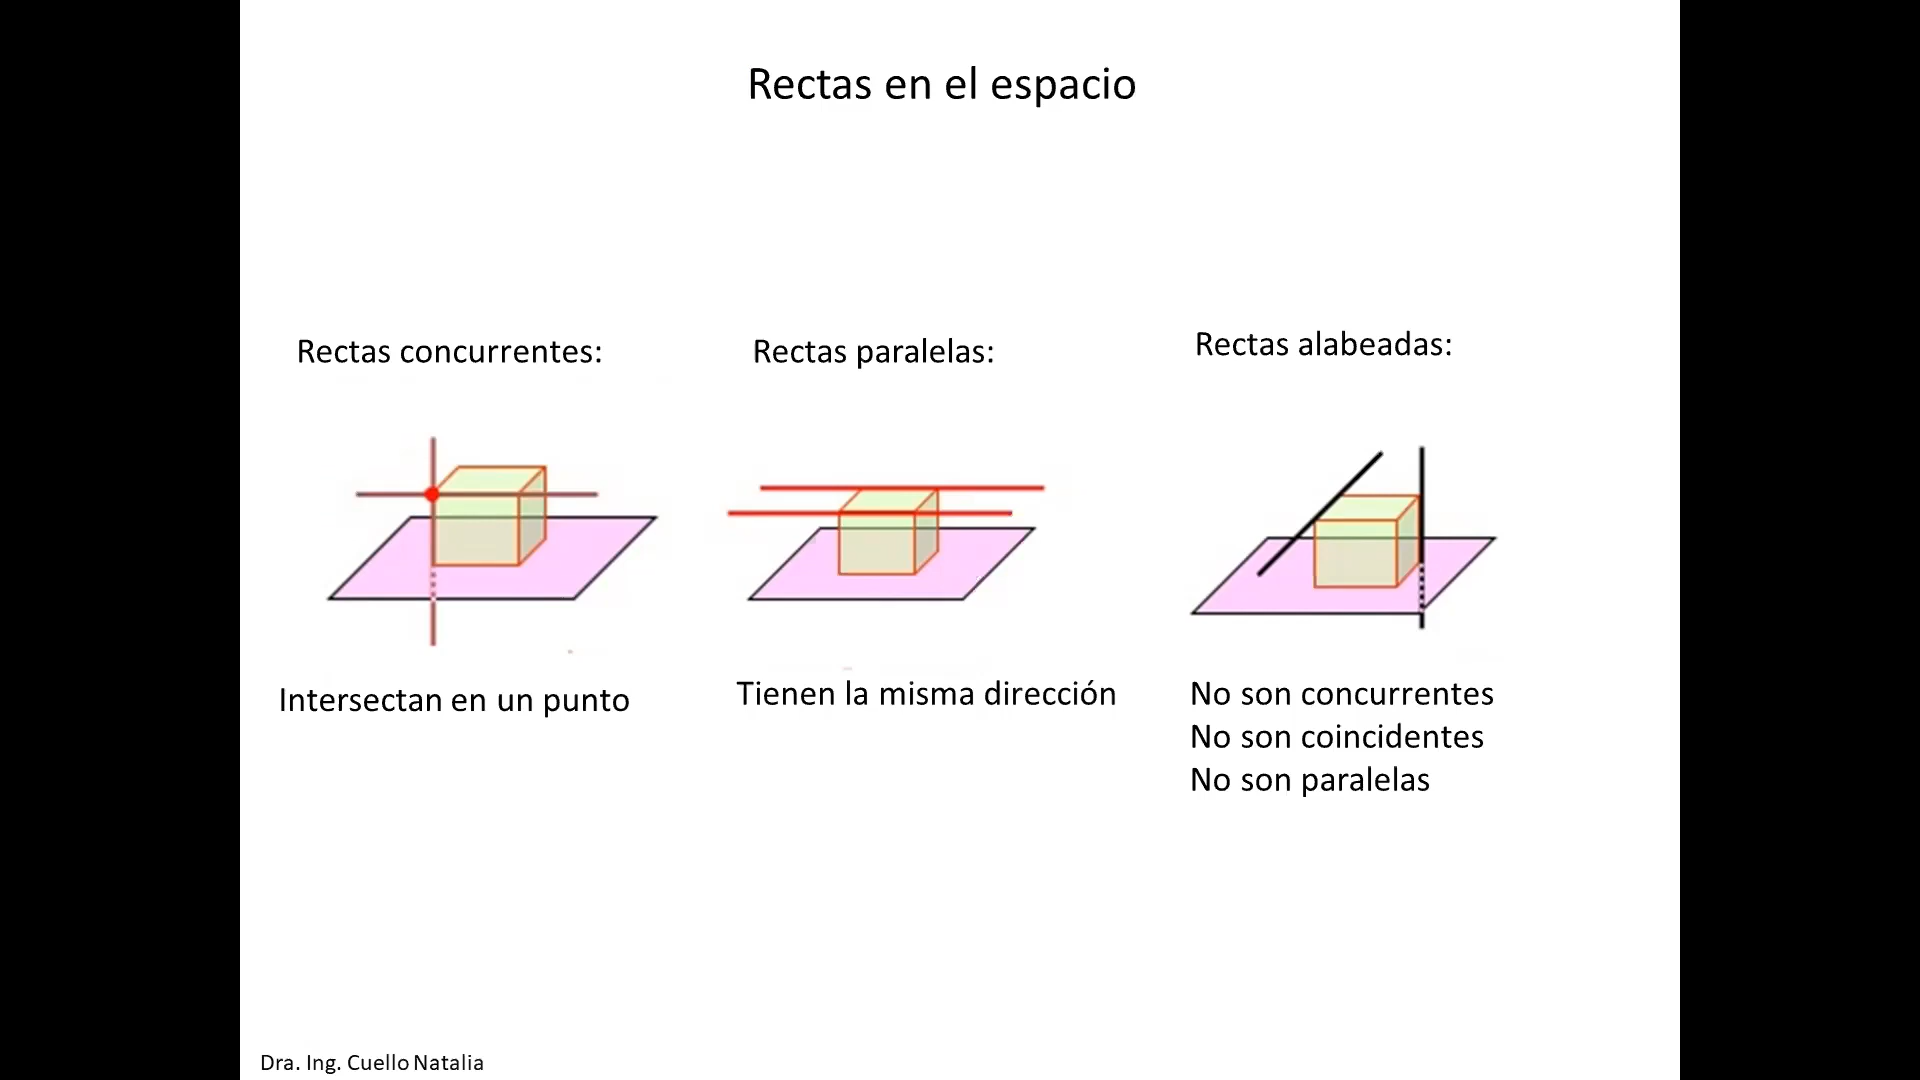 Rectas en el espacio
Rectas concurrentes:
Intersectan en un punto
Rectas paralelas:
Tienen la misma dirección
Rectas alabeadas:
No son concurrentes
No son coincidentes
No son paralelas
Dra. Ing. Cuello Natalia